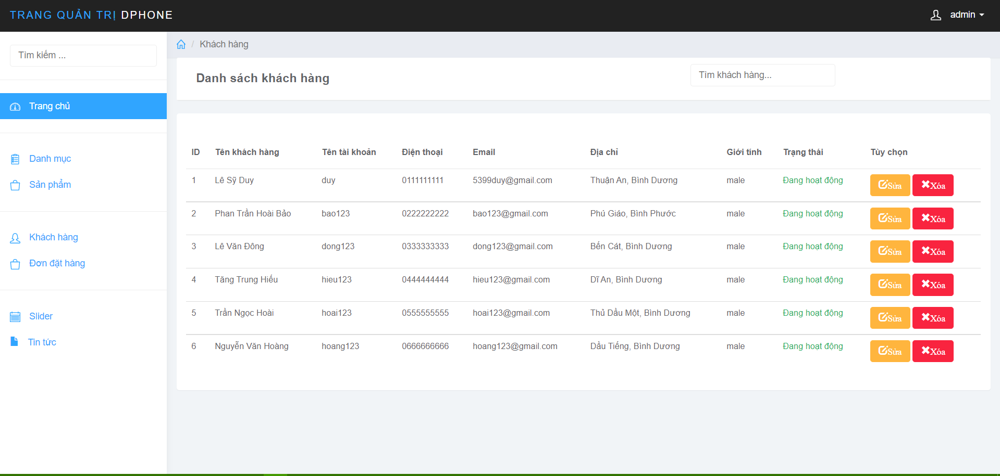 TRANG QUẢN TRỊ DPHONE
admin
Tìm kiếm ...
Trang chủ
Danh mục
Sản phẩm
Khách hàng
Đơn đặt hàng
Slider
Tin tức
/ Khách hàng
Danh sách khách hàng
Tìm khách hàng...
ID Tên khách hàng Tên tài khoản Điện thoại Email Địa chỉ Giới tính Trạng thái Tùy chọn
1 Lê Sỹ Duy duy 0111111111 5399duy@gmail.com Thuận An, Bình Dương male Đang hoạt động Sửa Xóa
2 Phan Trần Hoài Bảo bao123 0222222222 bao123@gmail.com Phú Giáo, Bình Phước male Đang hoạt động Sửa Xóa
3 Lê Văn Đông dong123 0333333333 dong123@gmail.com Bến Cát, Bình Dương male Đang hoạt động Sửa Xóa
4 Tăng Trung Hiếu hieu123 0444444444 hieu123@gmail.com Dĩ An, Bình Dương male Đang hoạt động Sửa Xóa
5 Trần Ngọc Hoài hoai123 0555555555 hoai123@gmail.com Thủ Dầu Một, Bình Dương male Đang hoạt động Sửa Xóa
6 Nguyễn Văn Hoàng hoang123 0666666666 hoang123@gmail.com Dầu Tiếng, Bình Dương male Đang hoạt động Sửa Xóa